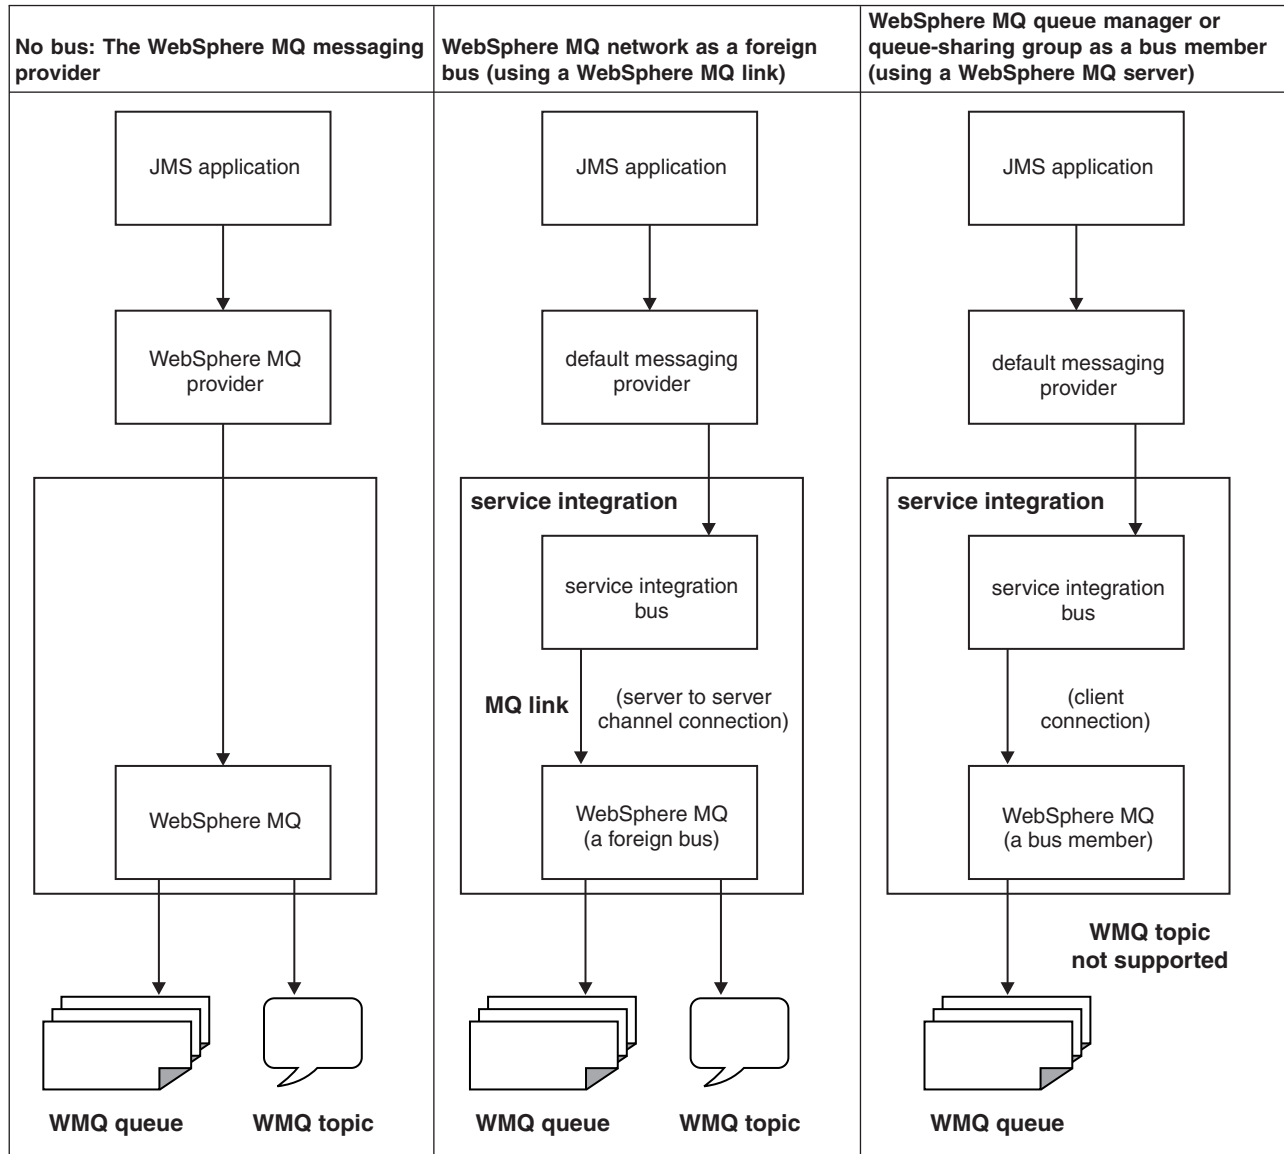 No bus: The WebSphere MQ messaging
provider
JMS application
WebSphere MQ
provider
WebSphere MQ
WMQ queue
WMQ topic
WebSphere MQ network as a foreign
bus (using a WebSphere MQ link)
JMS application
default messaging
provider
service integration
service integration
bus
MQ link
(server to server
channel connection)
WebSphere MQ
(a foreign bus)
WMQ queue
WMQ topic
WebSphere MQ queue manager or
queue-sharing group as a bus member
(using a WebSphere MQ server)
JMS application
default messaging
provider
service integration
service integration
bus
(client
connection)
WebSphere MQ
(a bus member)
WMQ topic
not supported
WMQ queue